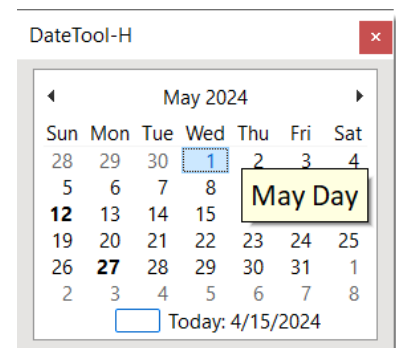 DateTool-H
May 2024
Sun Mon Tue Wed Thu Fri Sat
28 29 30 1 2 3 4
5 6 7 8
May Day
12 13 14 15
19 20 21 22 23 24 25
26 27 28 29 30 31 1
2 3 4 5 6 7 8
Today: 4/15/2024